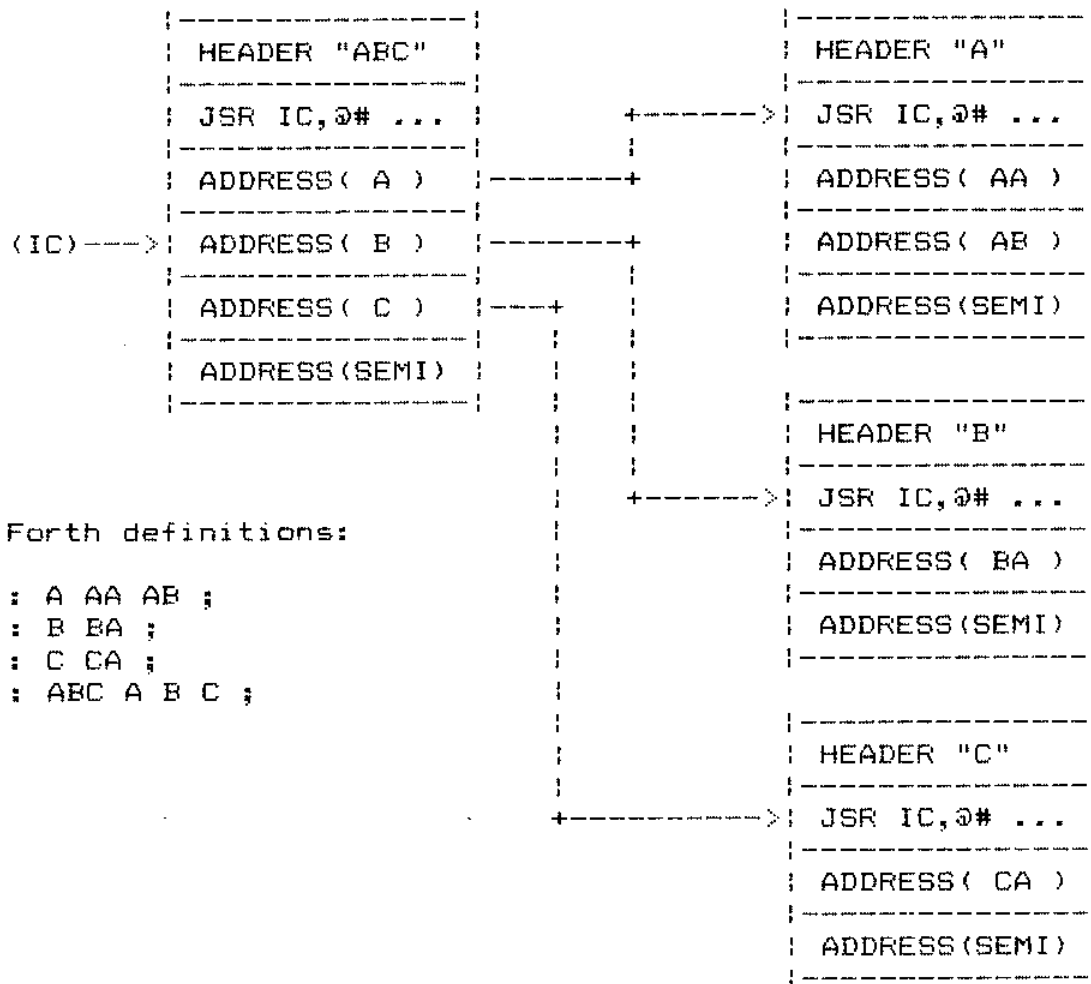 HEADER "ABC"
JSR IC,@# ...
ADDRESS( A )
(IC)--->
ADDRESS( B )
ADDRESS( C )
ADDRESS(SEMI)
HEADER "A"
JSR IC,@# ...
ADDRESS( AA )
ADDRESS( AB )
ADDRESS(SEMI)
HEADER "B"
JSR IC,@# ...
ADDRESS( BA )
ADDRESS(SEMI)
HEADER "C"
JSR IC,@# ...
ADDRESS( CA )
ADDRESS(SEMI)
Forth definitions:
: A AA AB ;
: B BA ;
: C CA ;
: ABC A B C ;